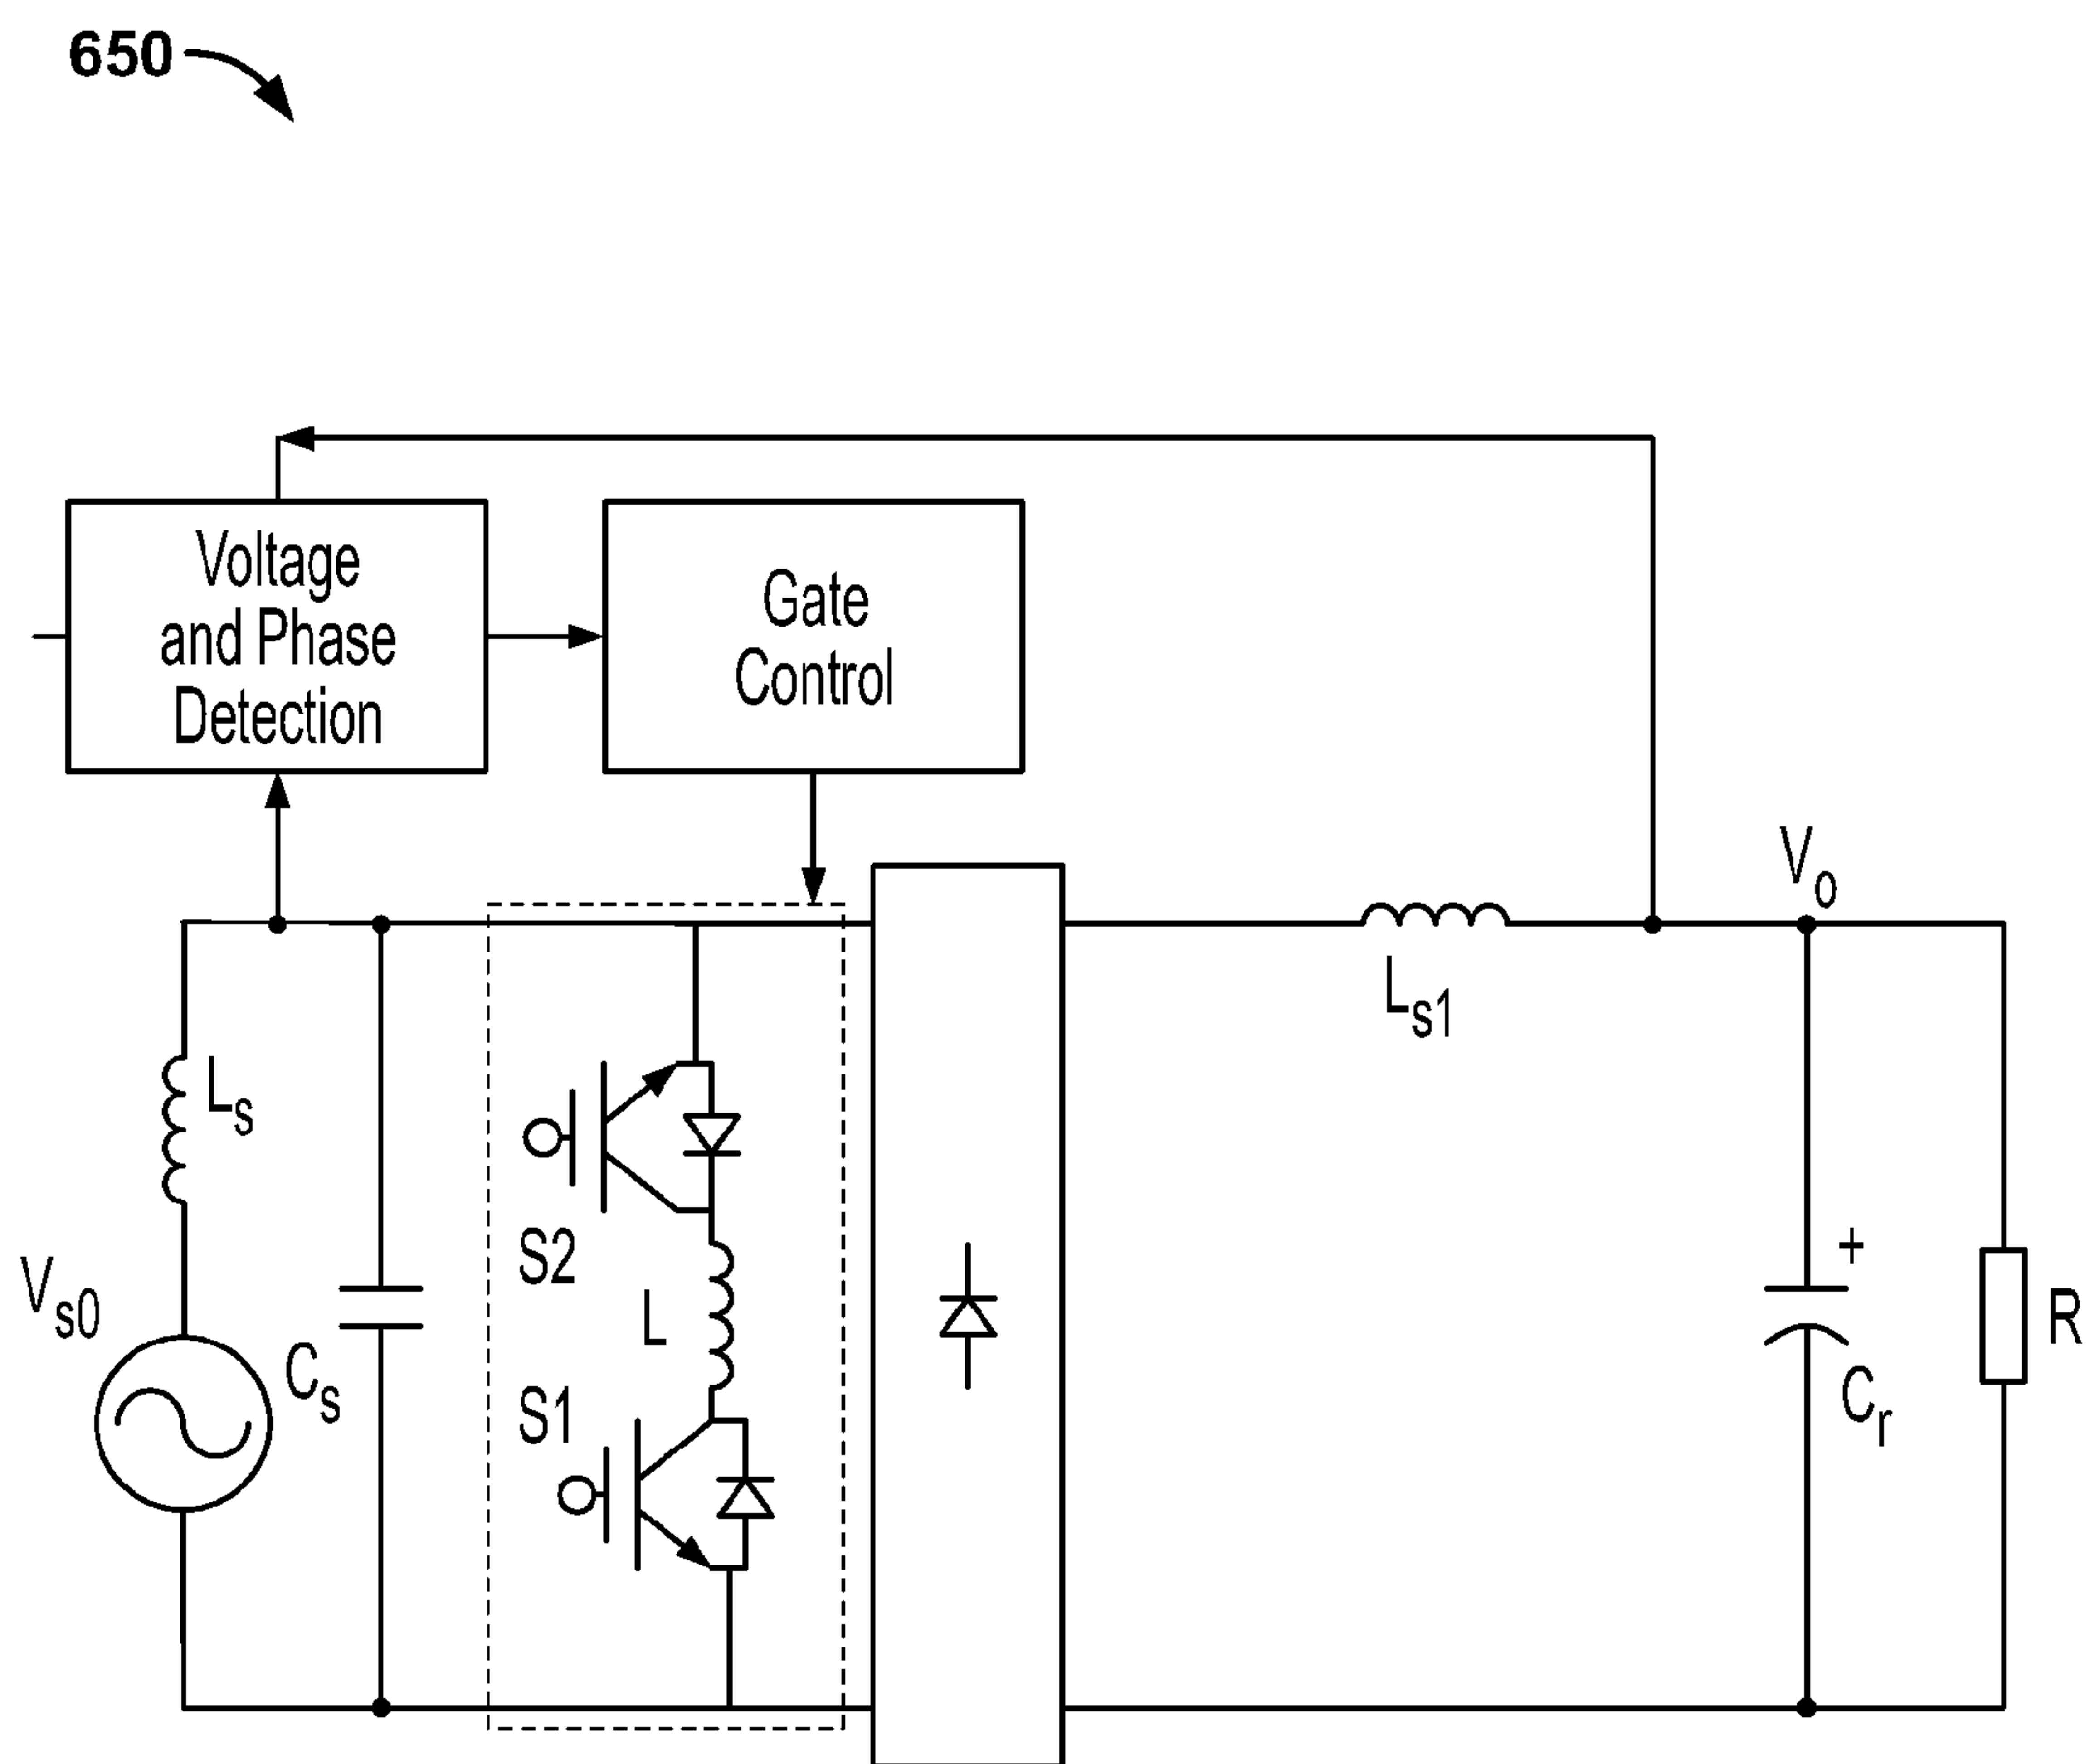 650
Voltage
and Phase
Detection
Gate
Control
Vo
Ls1
Ls
S2
Vs0
L
Cs
S1
+
Cr
R